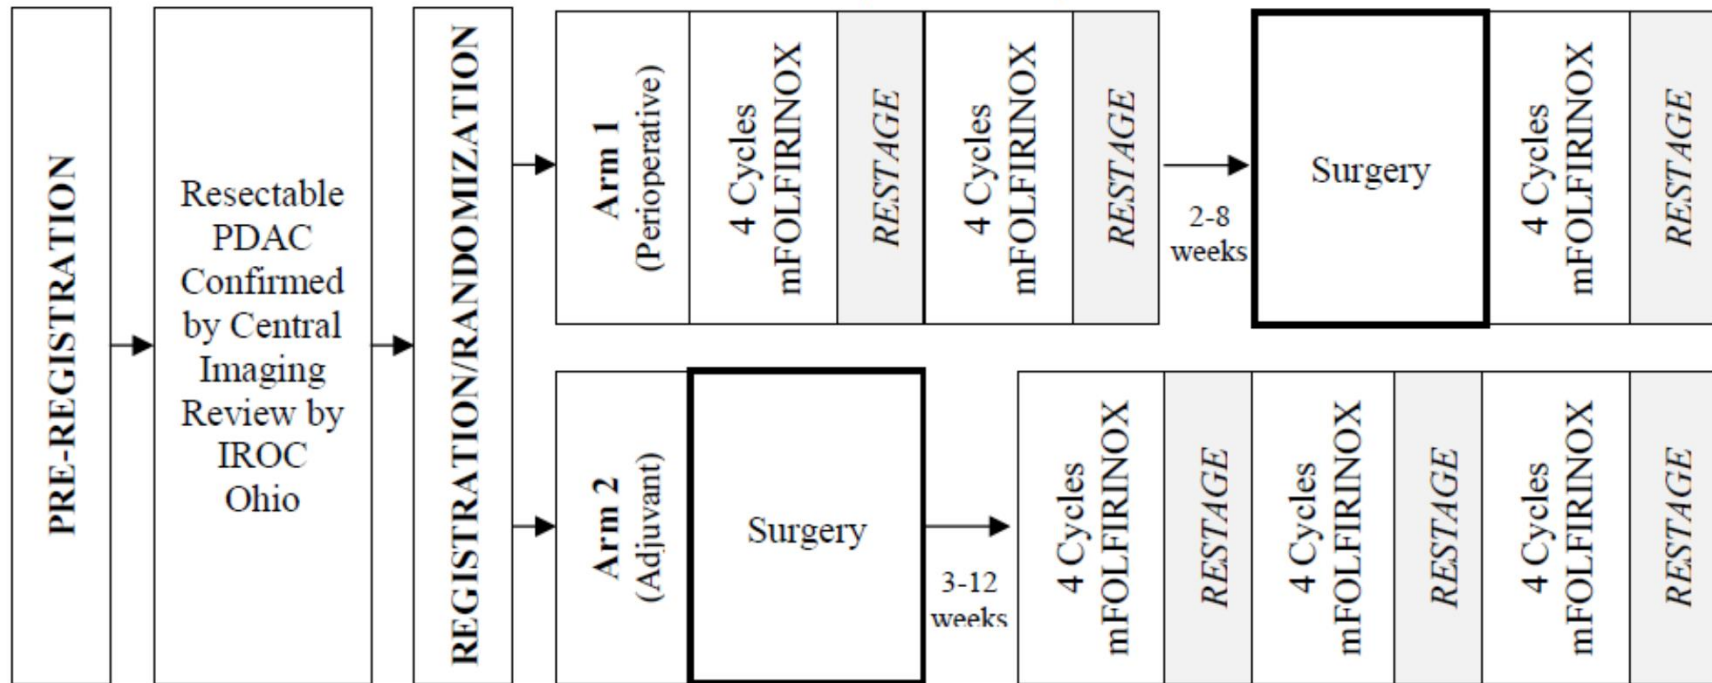 PRE-REGISTRATION
Resectable
PDAC
Confirmed
by Central
Imaging
Review by
IROC
Ohio
REGISTRATION/RANDOMIZATION
Arm 1
(Perioperative)
4 Cycles
mFOLFIRINOX
RESTAGE
4 Cycles
mFOLFIRINOX
RESTAGE
2-8
weeks
Surgery
4 Cycles
mFOLFIRINOX
RESTAGE
Arm 2
(Adjuvant)
Surgery
3-12
weeks
4 Cycles
mFOLFIRINOX
RESTAGE
4 Cycles
mFOLFIRINOX
RESTAGE
4 Cycles
mFOLFIRINOX
RESTAGE